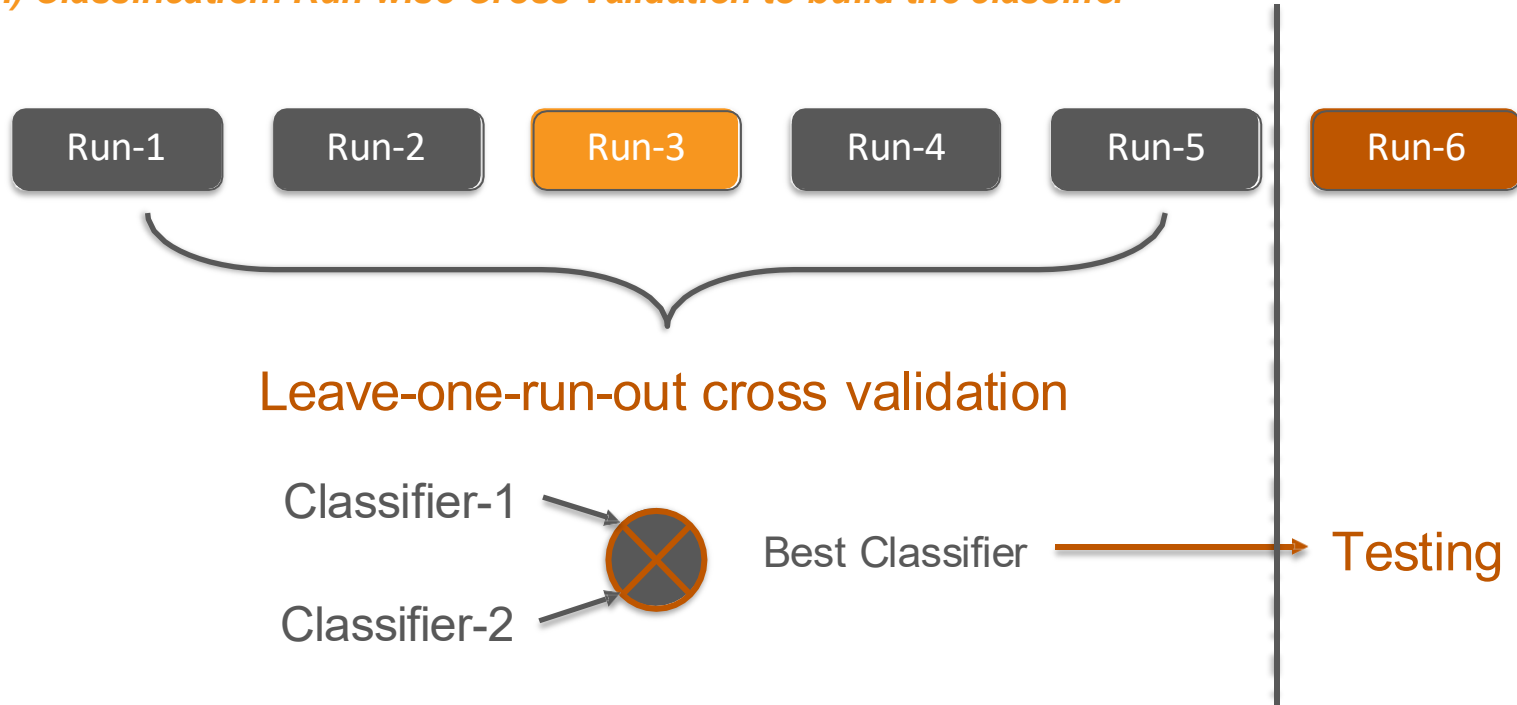 Run-1 Run-2 Run-3 Run-4 Run-5 Run-6
Leave-one-run-out cross validation
Classifier-1
Best Classifier
Testing
Classifier-2